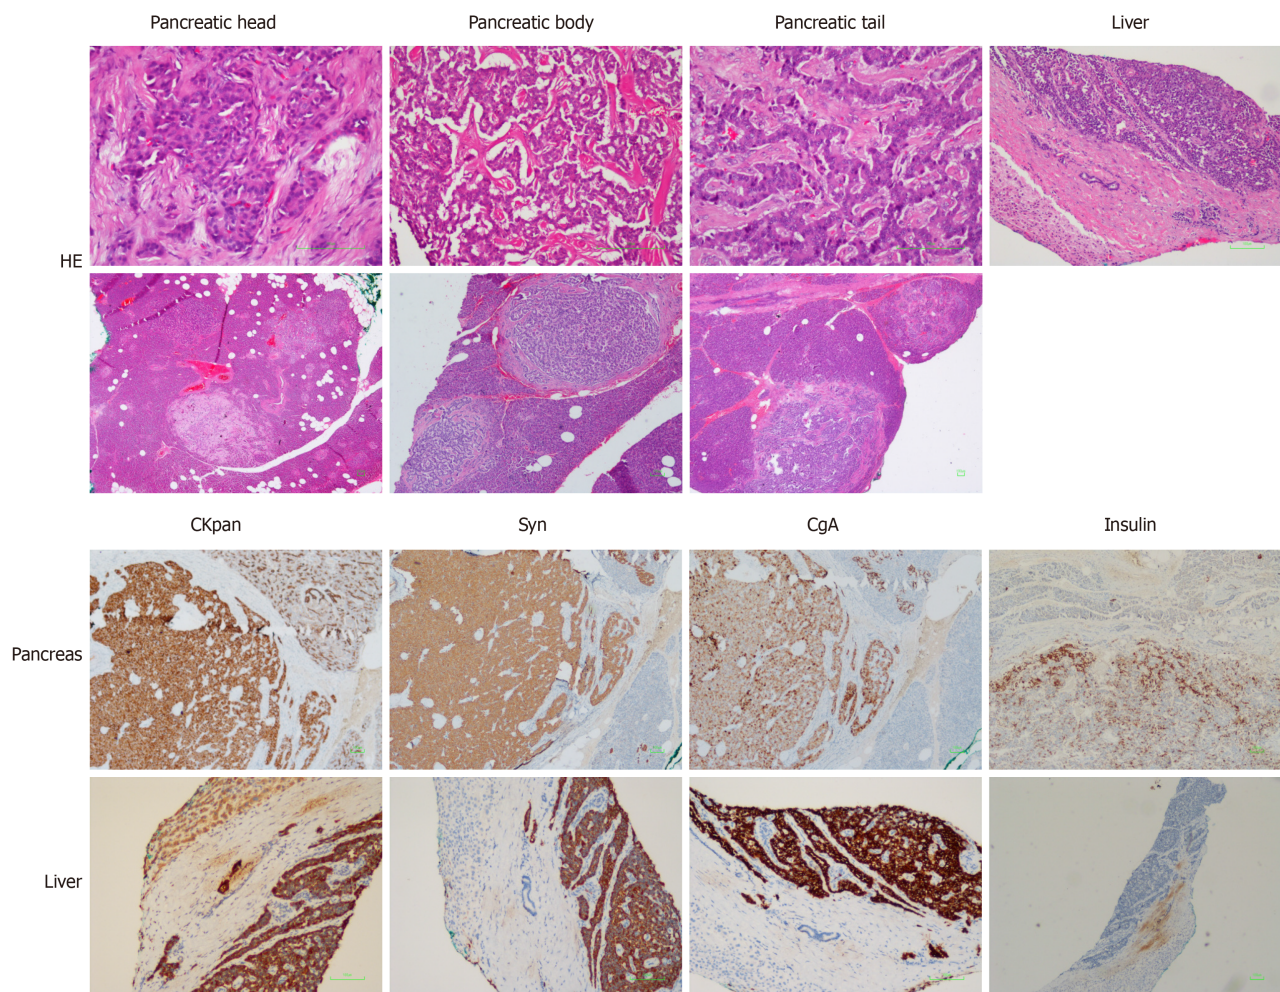 Pancreatic head Pancreatic body Pancreatic tail Liver
HE
CKpan Syn CgA Insulin
Pancreas
Liver